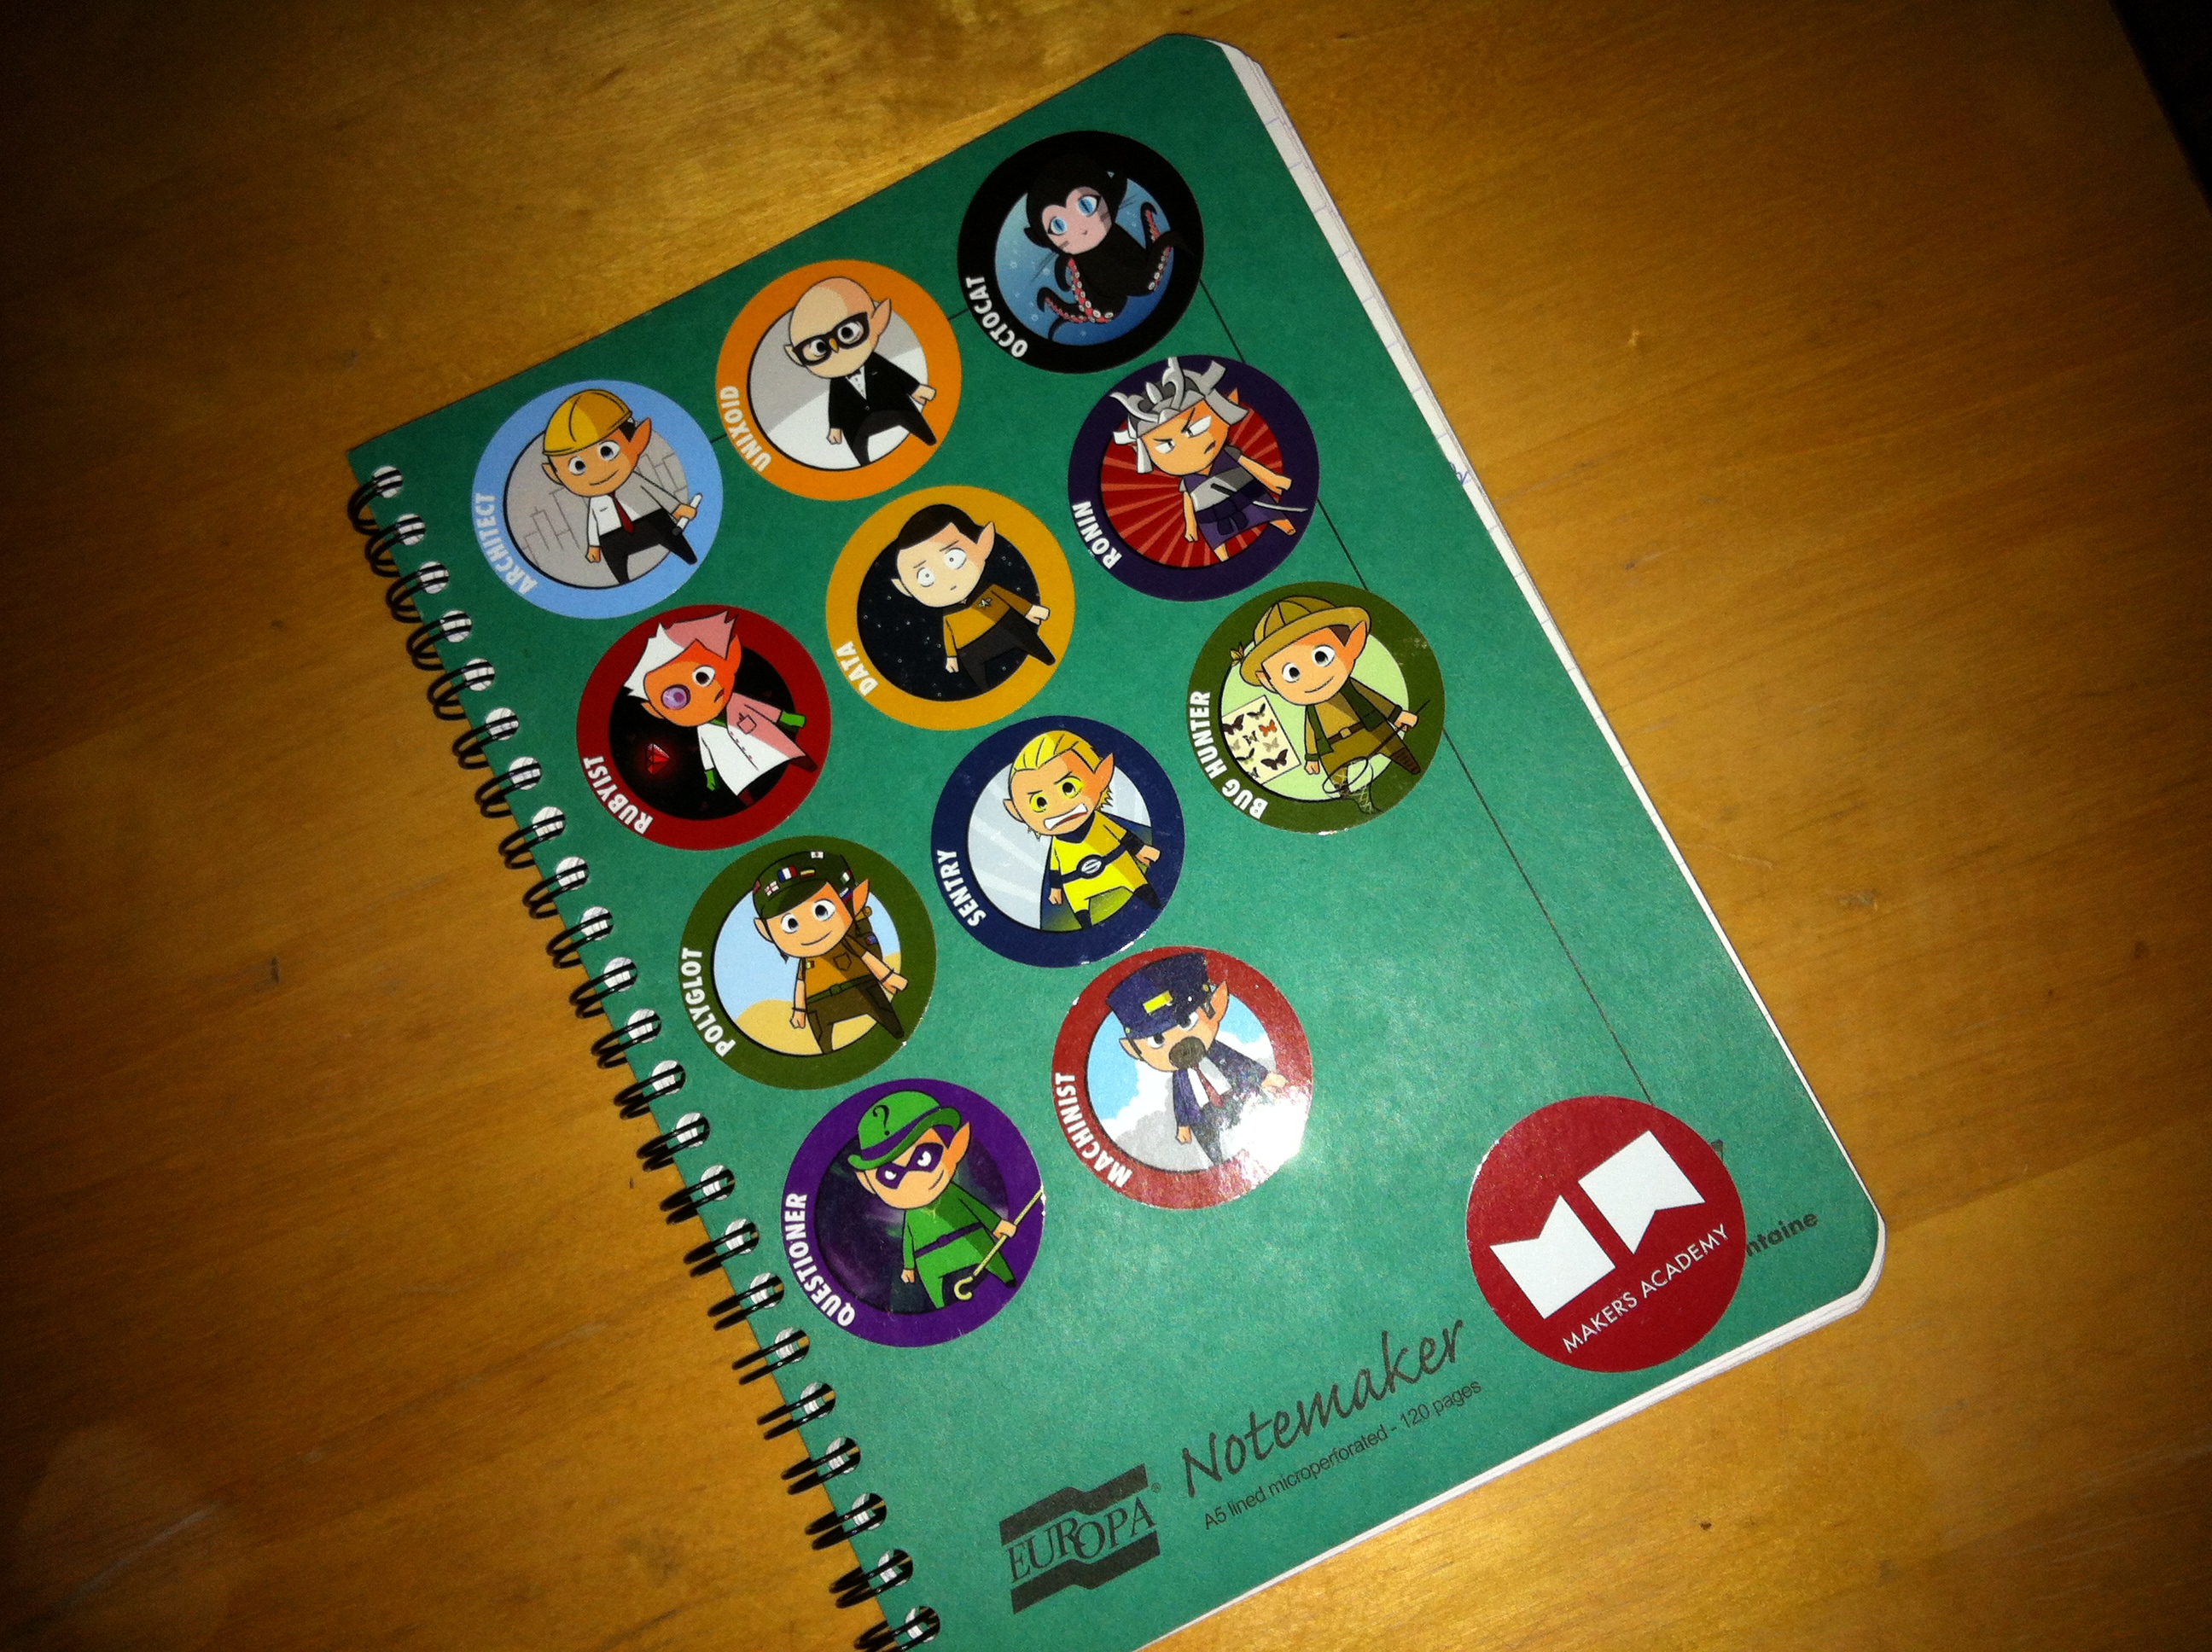 ARCHITECT
UNIXOID
OCTOCAT
RUBYIST
DATA
RONIN
POLYGLOT
SENTRY
BUG HUNTER
QUESTIONER
MACHINIST
?
S
MAKERS ACADEMY
ntaine
EUROPA®
Notemaker
A5 lined microperforated - 120 pages